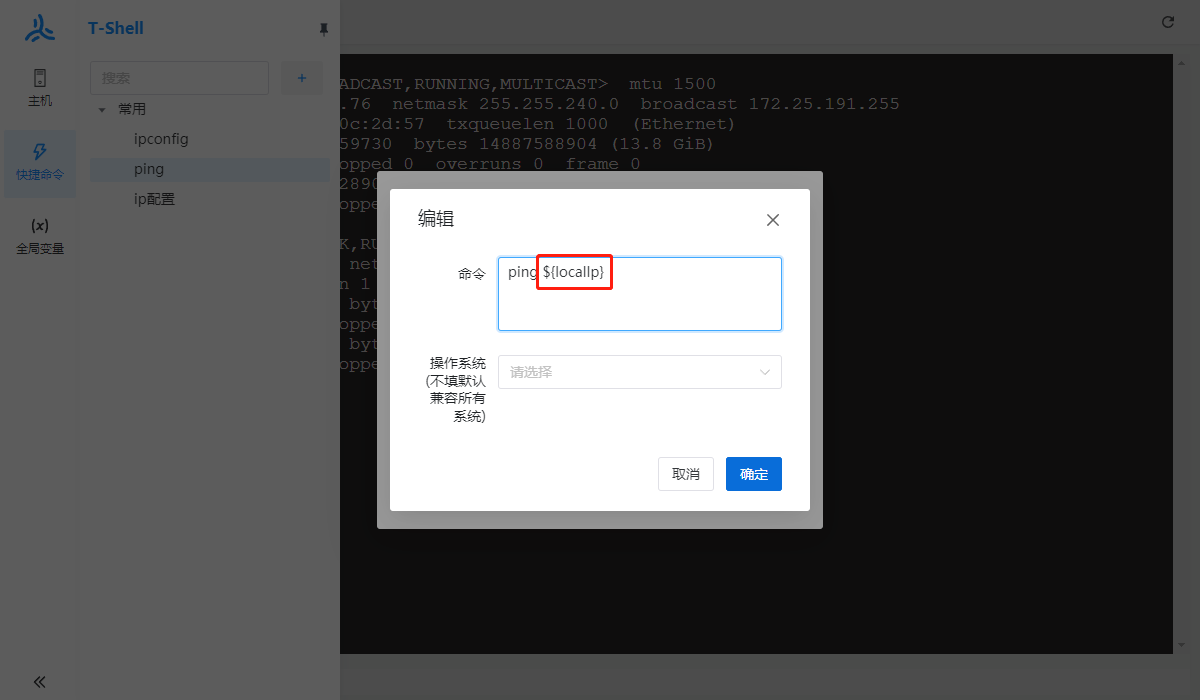 T-Shell
搜索
+
主机
常用
ipconfig
快捷命令
ping
ip配置
(x)
全局变量
ADCAST,RUNNING,MULTICAST>  mtu 1500
.76  netmask 255.255.240.0  broadcast 172.25.191.255
0c:2d:57  txqueuelen 1000  (Ethernet)
59730  bytes 14887588904 (13.8 GiB)
opped 0  overruns 0  frame 0
2890
oppe
K,RU
net
n 1
byt
oppe
byt
oppe
编辑
命令
ping ${localIp}
操作系统
(不填默认
兼容所有
系统)
请选择
取消
确定